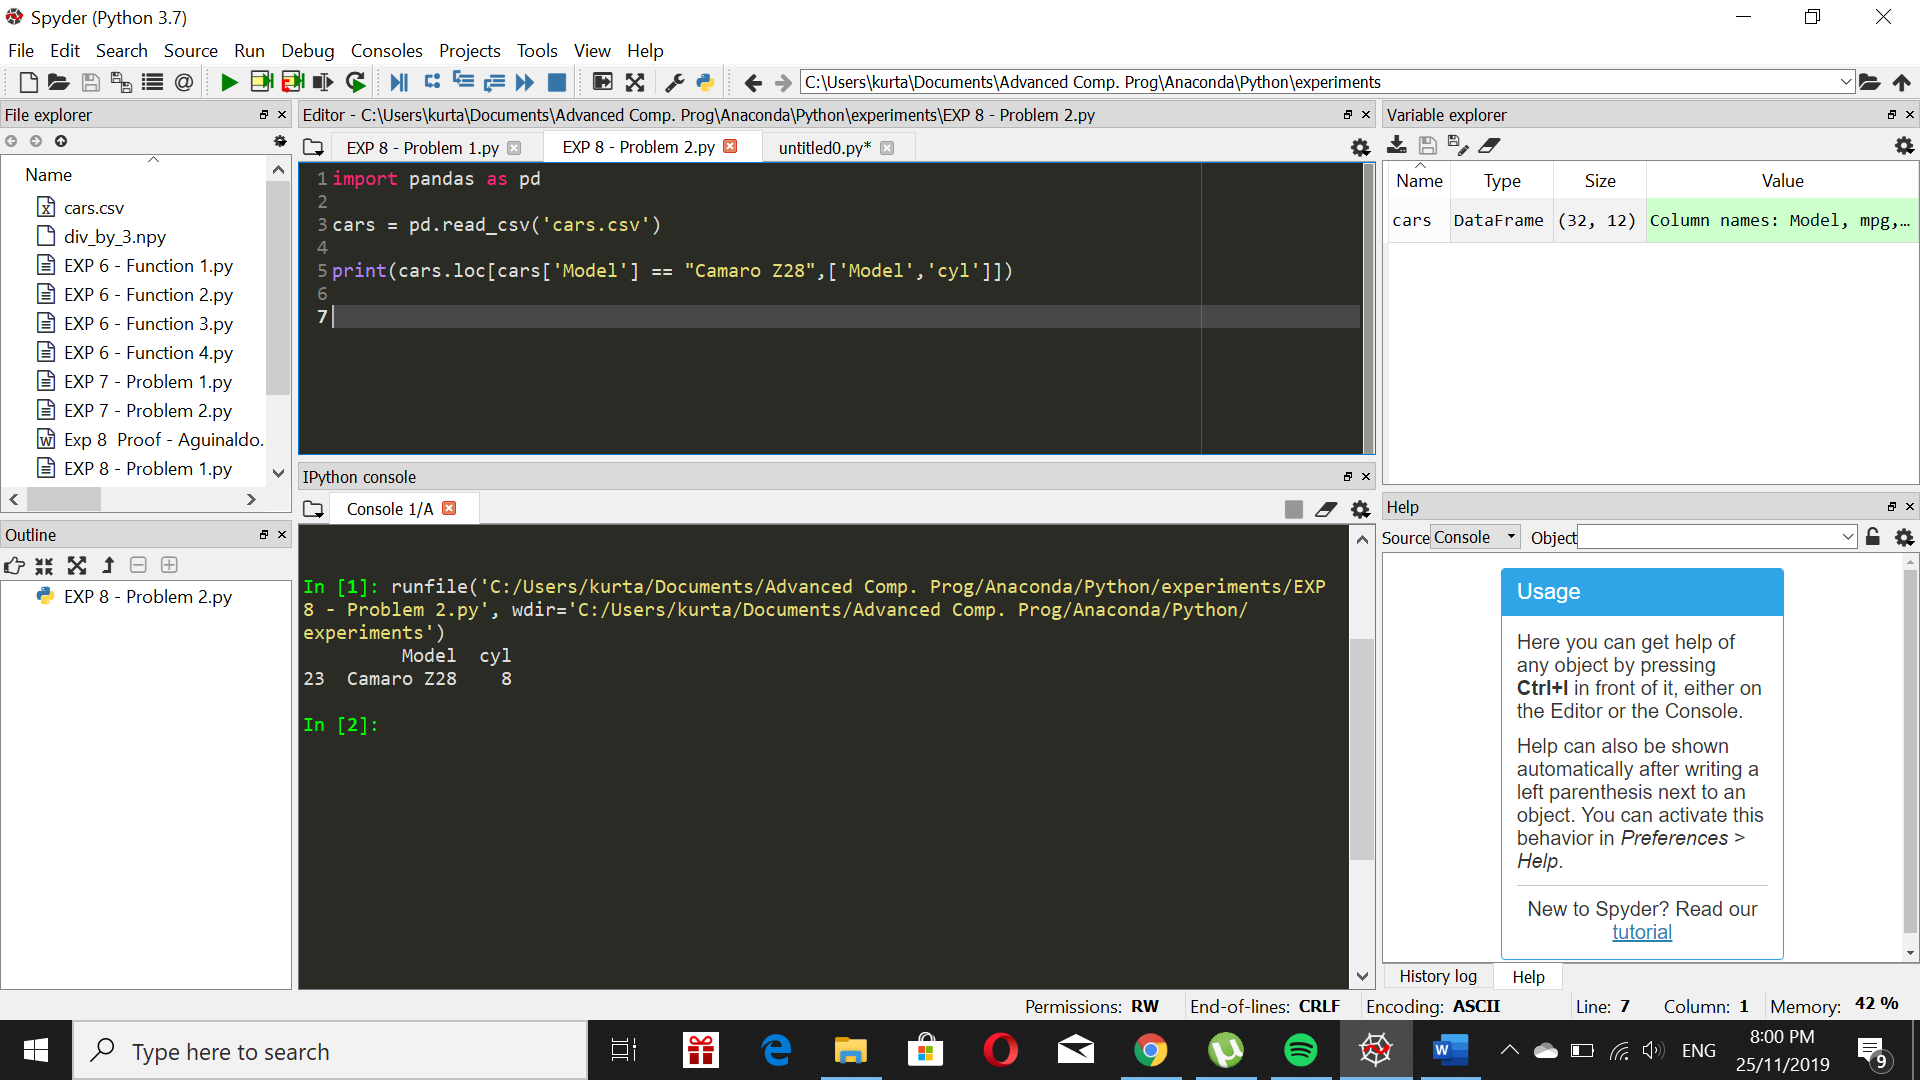 Spyder (Python 3.7)
File Edit Search Source Run Debug Consoles Projects Tools View Help
C:\Users\kurta\Documents\Advanced Comp. Prog\Anaconda\Python\experiments
File explorer
Name
cars.csv
div_by_3.npy
EXP 6 - Function 1.py
EXP 6 - Function 2.py
EXP 6 - Function 3.py
EXP 6 - Function 4.py
EXP 7 - Problem 1.py
EXP 7 - Problem 2.py
Exp 8 Proof - Aguinaldo.
EXP 8 - Problem 1.py
Outline
EXP 8 - Problem 2.py
Editor - C:\Users\kurta\Documents\Advanced Comp. Prog\Anaconda\Python\experiments\EXP 8 - Problem 2.py
EXP 8 - Problem 1.py EXP 8 - Problem 2.py untitled0.py*
1 import pandas as pd
2
3 cars = pd.read_csv('cars.csv')
4
5 print(cars.loc[cars['Model'] == "Camaro Z28",['Model','cyl']])
6
7
IPython console
Console 1/A
In [1]: runfile('C:/Users/kurta/Documents/Advanced Comp. Prog/Anaconda/Python/experiments/EXP
8 - Problem 2.py', wdir='C:/Users/kurta/Documents/Advanced Comp. Prog/Anaconda/Python/
experiments')
Model cyl
23 Camaro Z28 8
In [2]:
Variable explorer
Name Type Size Value
cars DataFrame (32, 12) Column names: Model, mpg,…
Help
Source Console Object
Usage
Here you can get help of
any object by pressing
Ctrl+I in front of it, either on
the Editor or the Console.
Help can also be shown
automatically after writing a
left parenthesis next to an
object. You can activate this
behavior in Preferences >
Help.
New to Spyder? Read our
tutorial
History log Help
Permissions: RW End-of-lines: CRLF Encoding: ASCII Line: 7 Column: 1 Memory: 42 %
Type here to search
W
ENG
8:00 PM
25/11/2019
9